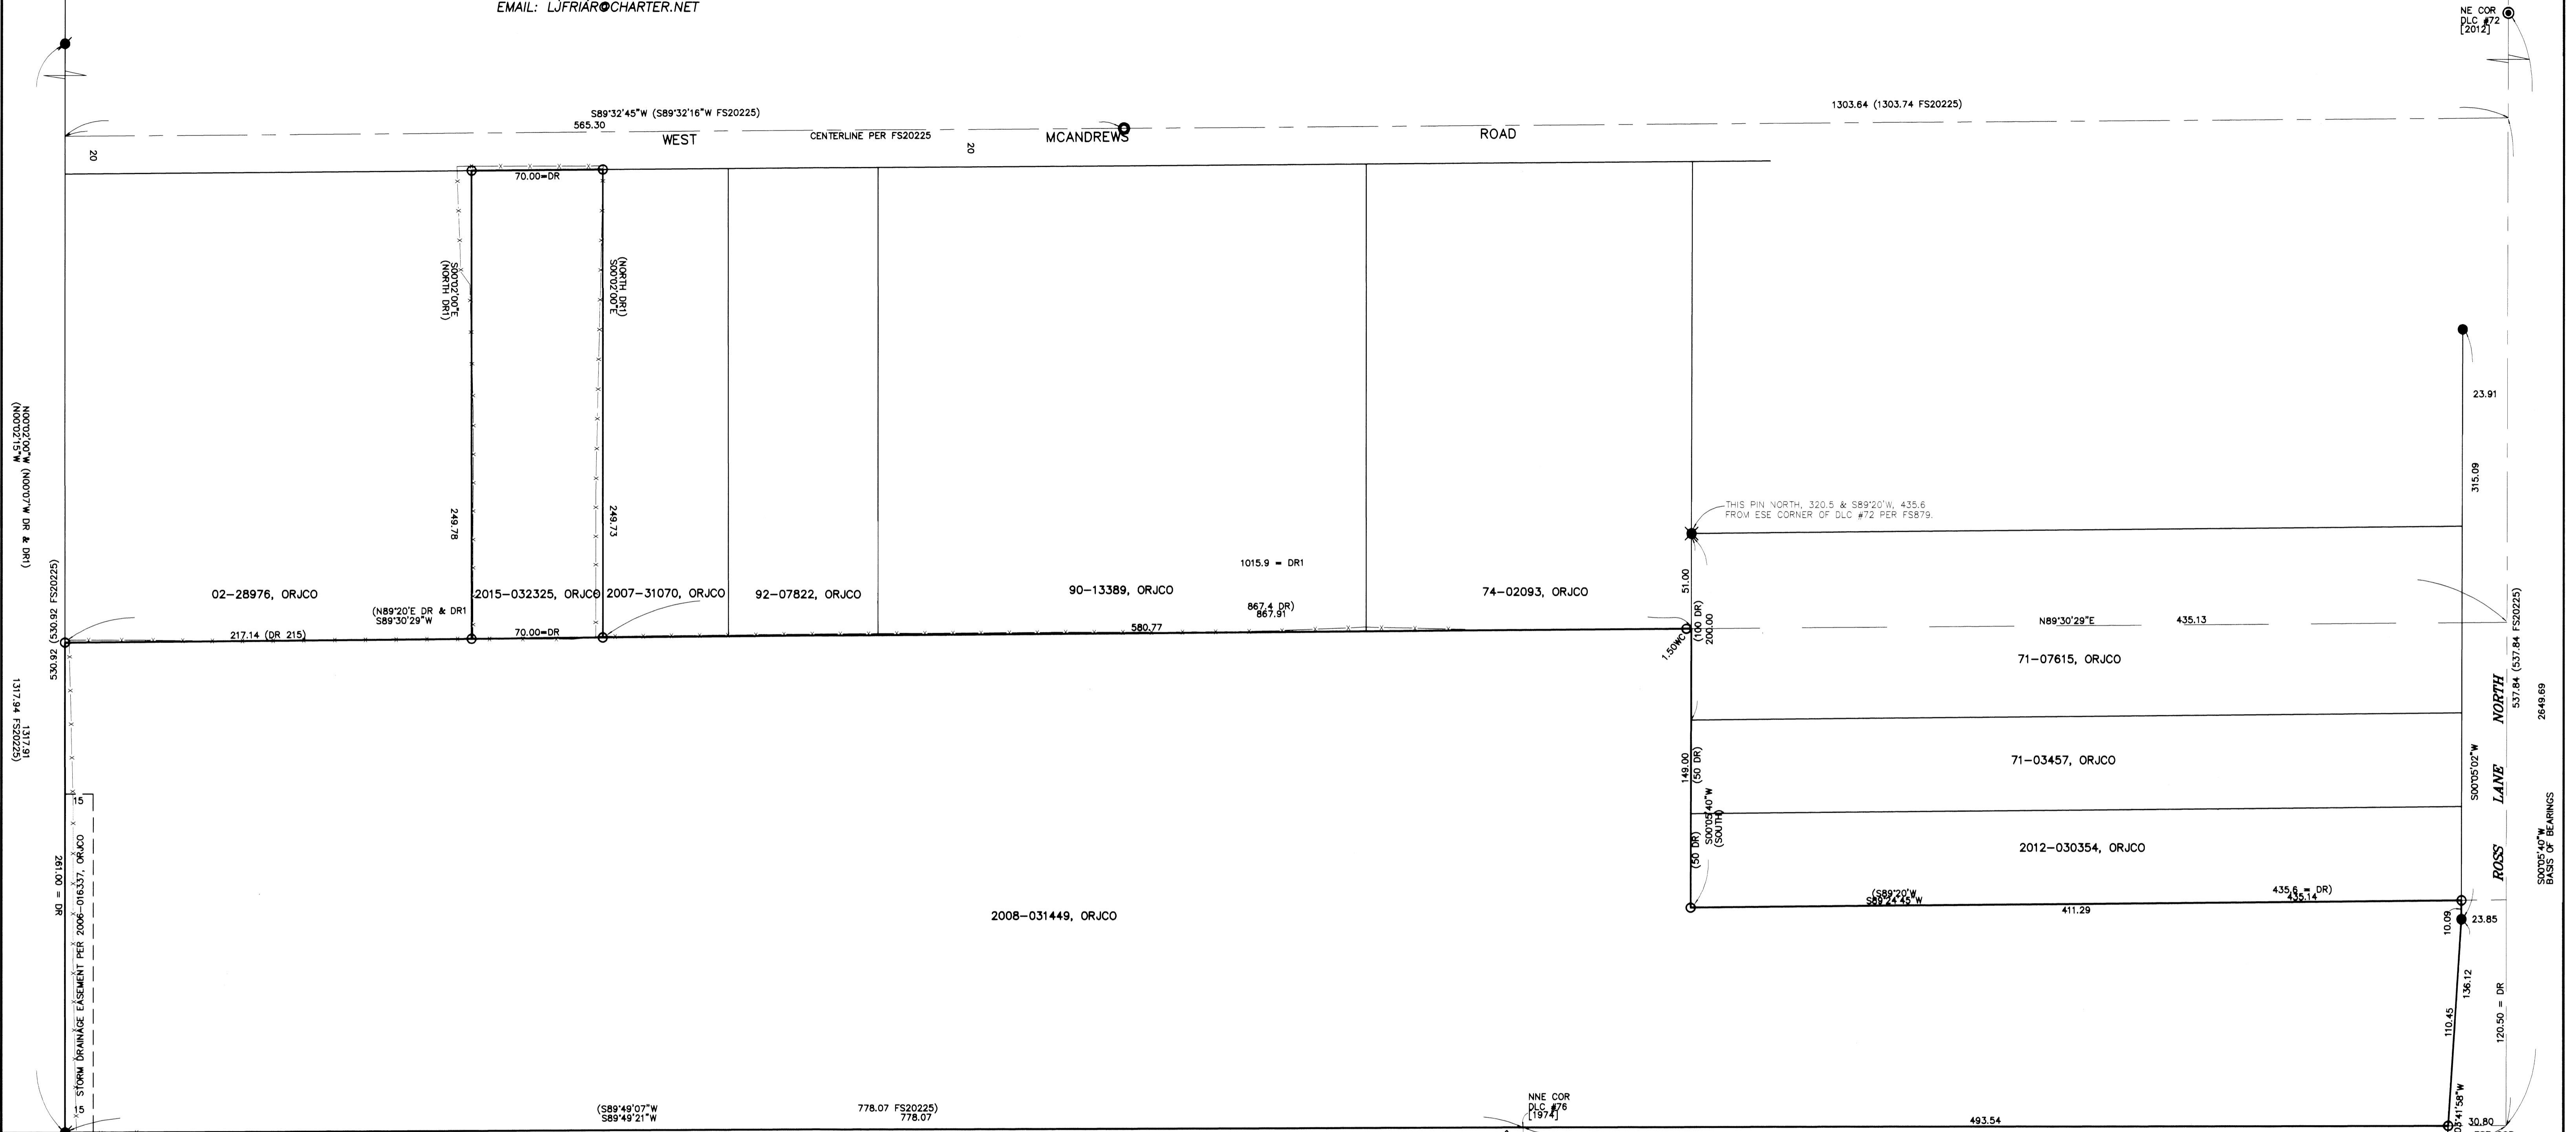 EMAIL: LJFRIAR@CHARTER.NET
NE COR
DLC #72
[2012]
S89°32'45"W (S89°32'16"W FS20225)
565.30
1303.64 (1303.74 FS20225)
WEST
CENTERLINE PER FS20225
MCANDREWS
ROAD
20
20
70.00=DR
S00°02'00"E
(NORTH DR1)
(NORTH DR1)
S00°02'00"E
249.78
249.73
23.91
315.09
N00°02'00"W (N00°07'W DR & DR1)
(N00°02'15"W
1317.91
1317.94 FS20225)
530.92 (530.92 FS20225)
THIS PIN NORTH, 320.5 & S89°20'W, 435.6
FROM ESE CORNER OF DLC #72 PER FS879.
02-28976, ORJCO
2015-032325, ORJCO
2007-31070, ORJCO
92-07822, ORJCO
90-13389, ORJCO
74-02093, ORJCO
1015.9 = DR1
(N89°20'E DR & DR1
S89°30'29"W
867.4 DR)
867.91
217.14 (DR 215)
70.00=DR
580.77
1.50WC
51.00
(100 DR)
200.00
N89°30'29"E
435.13
71-07615, ORJCO
537.84 (537.84 FS20225)
2649.69
149.00
(50 DR)
71-03457, ORJCO
S00°05'02"W
ROSS LANE NORTH
S00°05'40"W
BASIS OF BEARINGS
S00°05'40"W
(SOUTH)
(50 DR)
2012-030354, ORJCO
15
STORM DRAINAGE EASEMENT PER 2006-016337, ORJCO
15
261.00 = DR
2008-031449, ORJCO
(S89°20'W
S89°24'45"W
435.6 = DR)
435.14
411.29
10.09
23.85
136.12
110.45
120.50 = DR
(S89°49'07"W
S89°49'21"W
778.07 FS20225)
778.07
NNE COR
DLC #76
[1974]
493.54
30.80